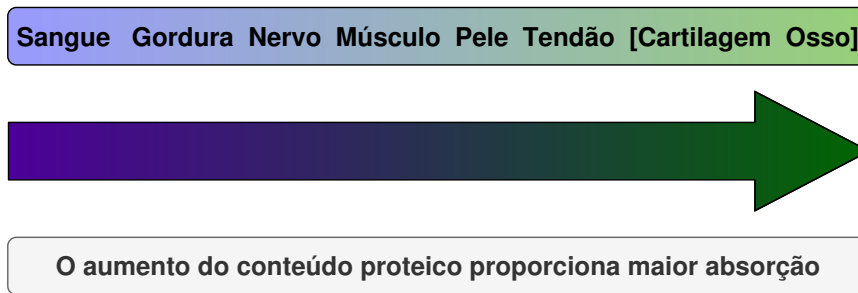 Sangue Gordura Nervo Músculo Pele Tendão [Cartilagem Osso]
O aumento do conteúdo proteico proporciona maior absorção